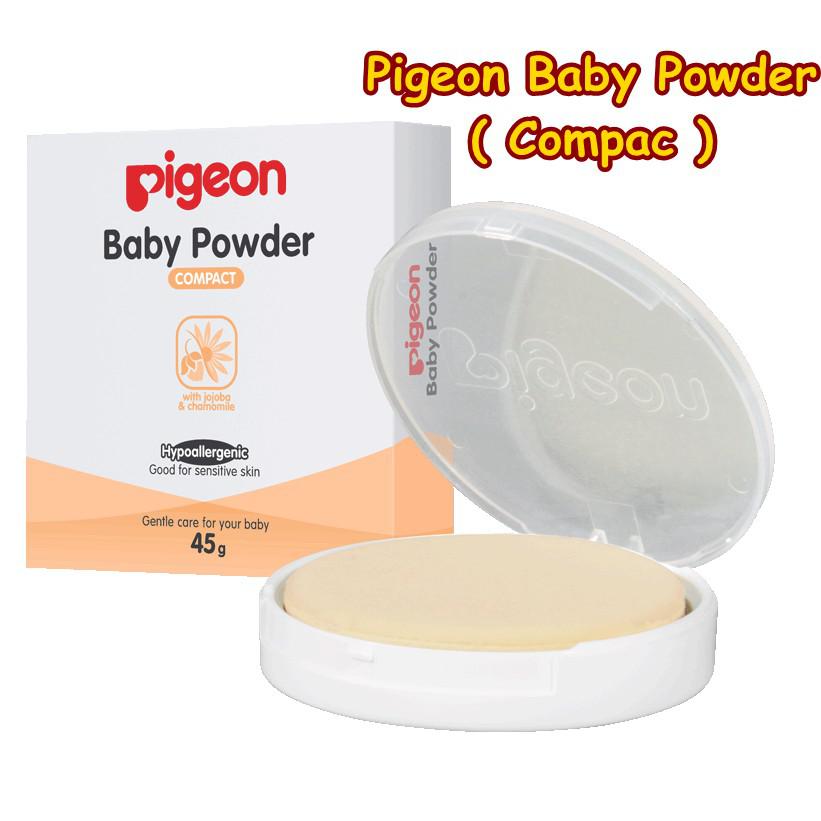 Pigeon Baby Powder
( Compac )
pigeon
Baby Powder
COMPACT
with jojoba
& chamomile
Hypoallergenic
Good for sensitive skin
Gentle care for your baby
45g
pigeon
Baby Powder
pigeon